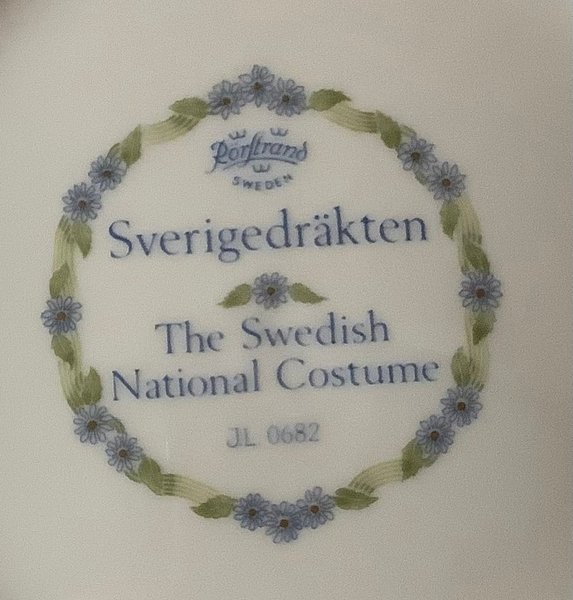 Rörstrand
SWEDEN
Sverigedräkten
The Swedish
National Costume
JL 0682